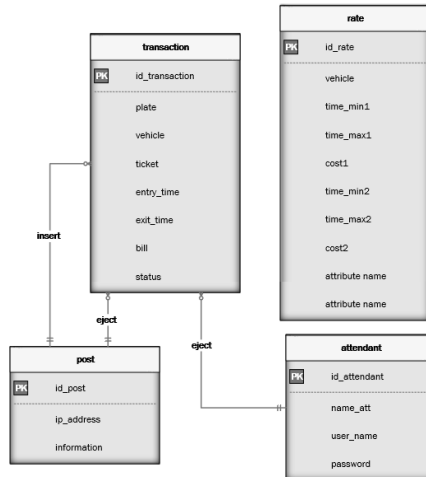 transaction
PK id_transaction
plate
vehicle
ticket
entry_time
exit_time
bill
status
rate
PK id_rate
vehicle
time_min1
time_max1
cost1
time_min2
time_max2
cost2
attribute name
attribute name
insert
eject
eject
post
PK id_post
ip_address
information
attendant
PK id_attendant
name_att
user_name
password